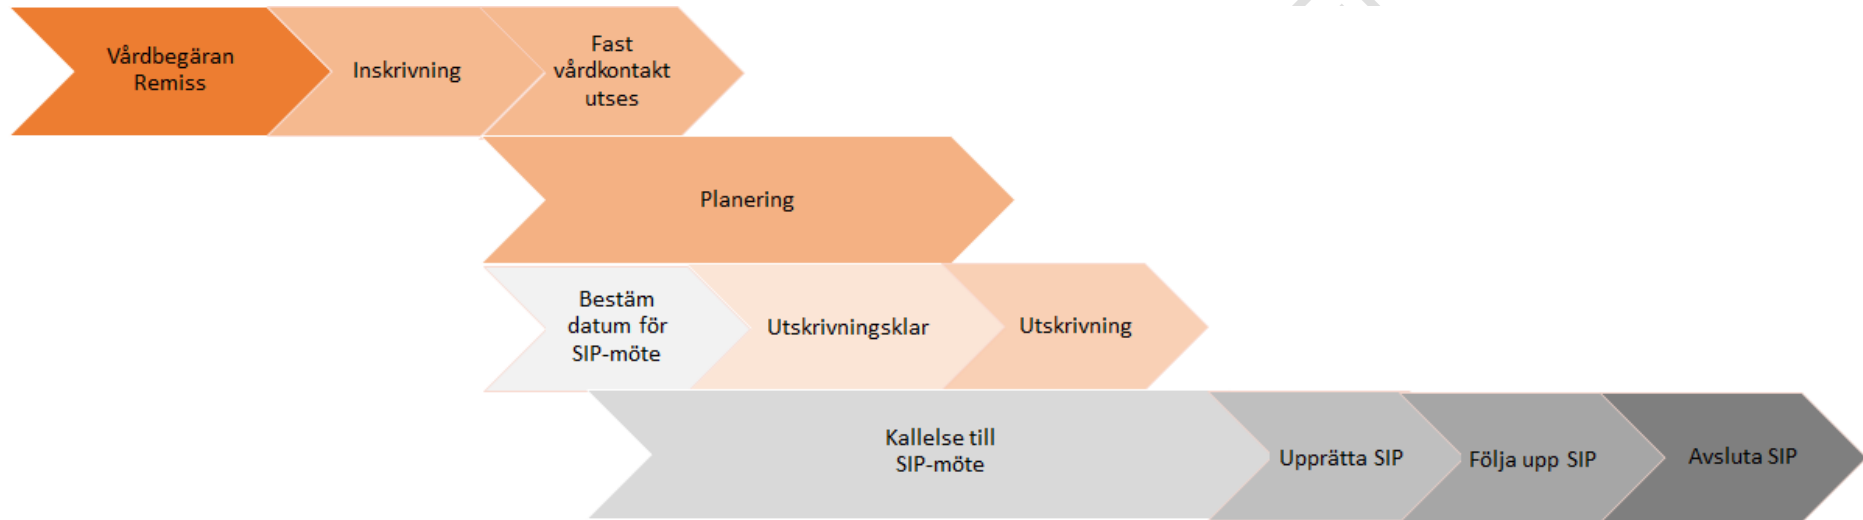 Vårdbegäran
Remiss
Inskrivning
Fast
vårdkontakt
utses
Planering
Bestäm
datum för
SIP-möte
Utskrivningsklar
Utskrivning
Kallelse till
SIP-möte
Upprätta SIP
Följa upp SIP
Avsluta SIP